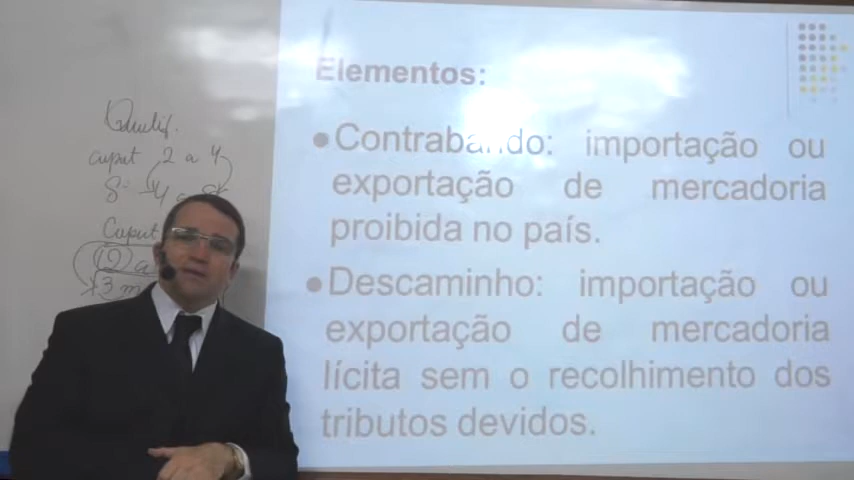 Elementos:
Contrabando: importação ou
exportação de mercadoria
proibida no país.
Descaminho: importação ou
exportação de mercadoria
lícita sem o recolhimento dos
tributos devidos.
caput 2 a 4
Caput